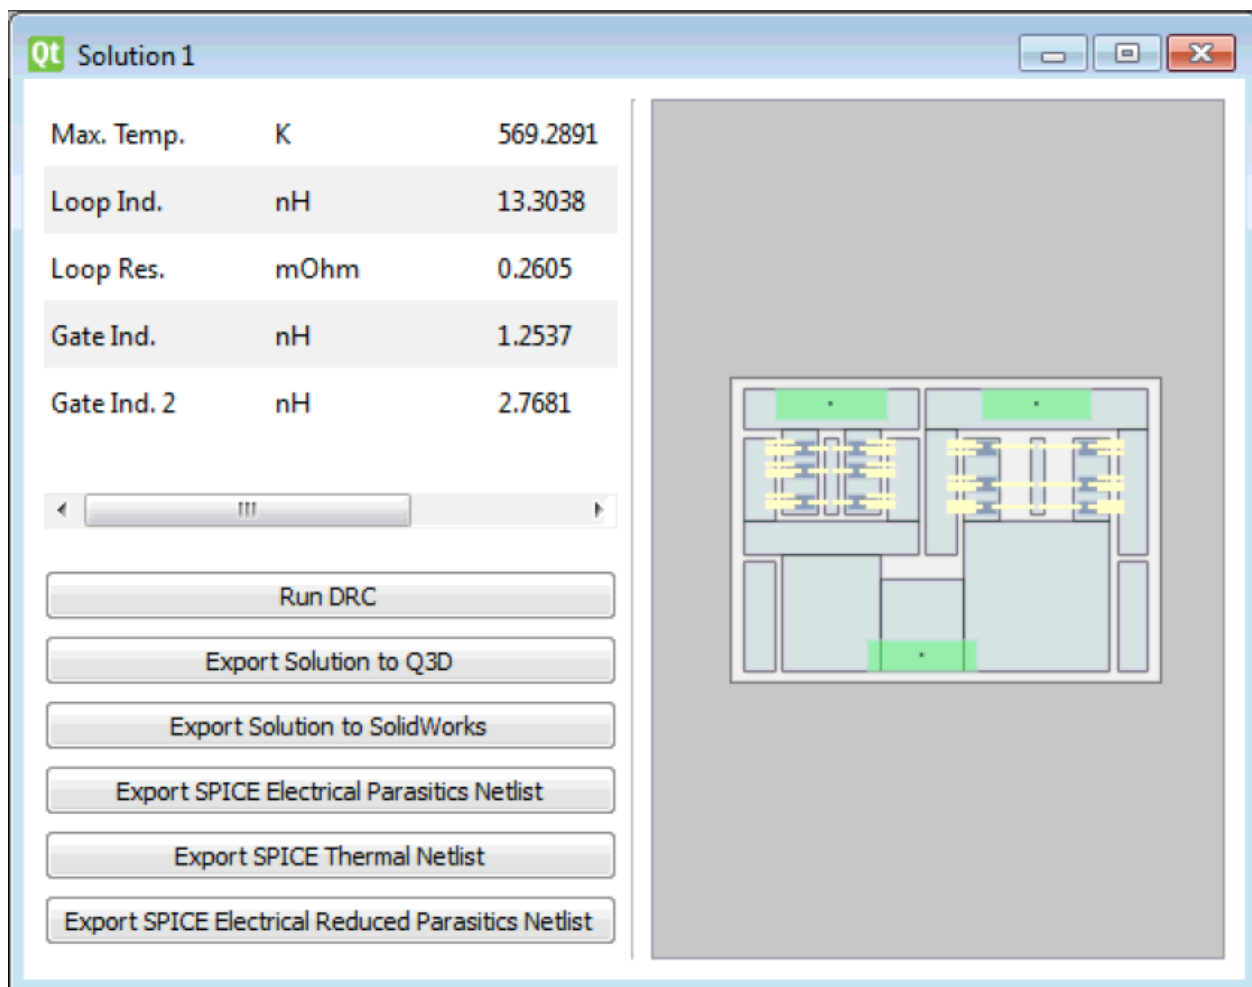 Qt Solution 1
Max. Temp. K 569.2891
Loop Ind. nH 13.3038
Loop Res. mOhm 0.2605
Gate Ind. nH 1.2537
Gate Ind. 2 nH 2.7681
Run DRC
Export Solution to Q3D
Export Solution to SolidWorks
Export SPICE Electrical Parasitics Netlist
Export SPICE Thermal Netlist
Export SPICE Electrical Reduced Parasitics Netlist